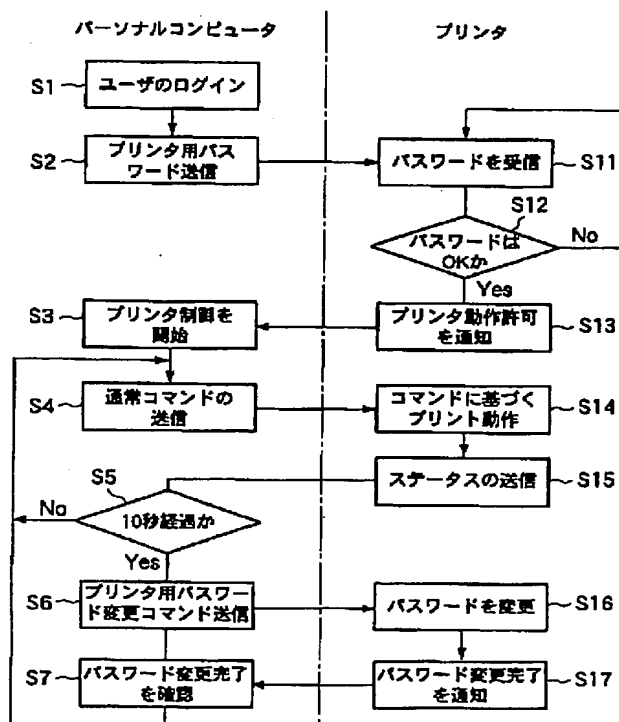 パーソナルコンピュータ
プリンタ
S1
ユーザのログイン
S2
プリンタ用パス
ワード送信
パスワードを受信
S11
S12
パスワードは
OKか
No
Yes
S3
プリンタ制御を
開始
プリンタ動作許可
を通知
S13
S4
通常コマンドの
送信
コマンドに基づく
プリント動作
S14
ステータスの送信
S15
S5
No
10秒経過か
Yes
S6
プリンタ用パスワー
ド変更コマンド送信
パスワードを変更
S16
S7
パスワード変更完了
を確認
パスワード変更完了
を通知
S17